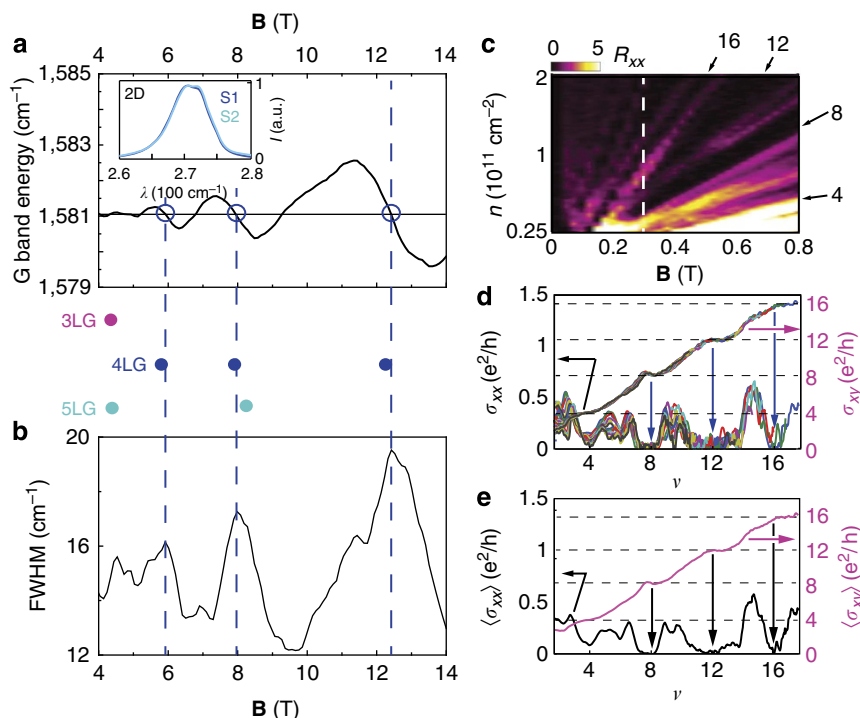 a
B (T)
4 6 8 10 12 14
1,585
1,583
1,581
1,579
G band energy (cm⁻¹)
2D
S1
S2
1
0
I (a.u.)
2.6 2.7 2.8
λ (100 cm⁻¹)
3LG
4LG
5LG
b
20
16
12
FWHM (cm⁻¹)
4 6 8 10 12 14
B (T)
c
0 5 Rxx
16 12
8
4
2
1
0.25
n (10¹¹ cm⁻²)
0 0.2 0.4 0.6 0.8
B (T)
d
1.5
1
0.5
0
σxx (e²/h)
16
12
8
4
0
σxy (e²/h)
4 8 12 16
ν
e
1.5
1
0.5
0
⟨σxx⟩ (e²/h)
16
12
8
4
0
⟨σxy⟩ (e²/h)
4 8 12 16
ν